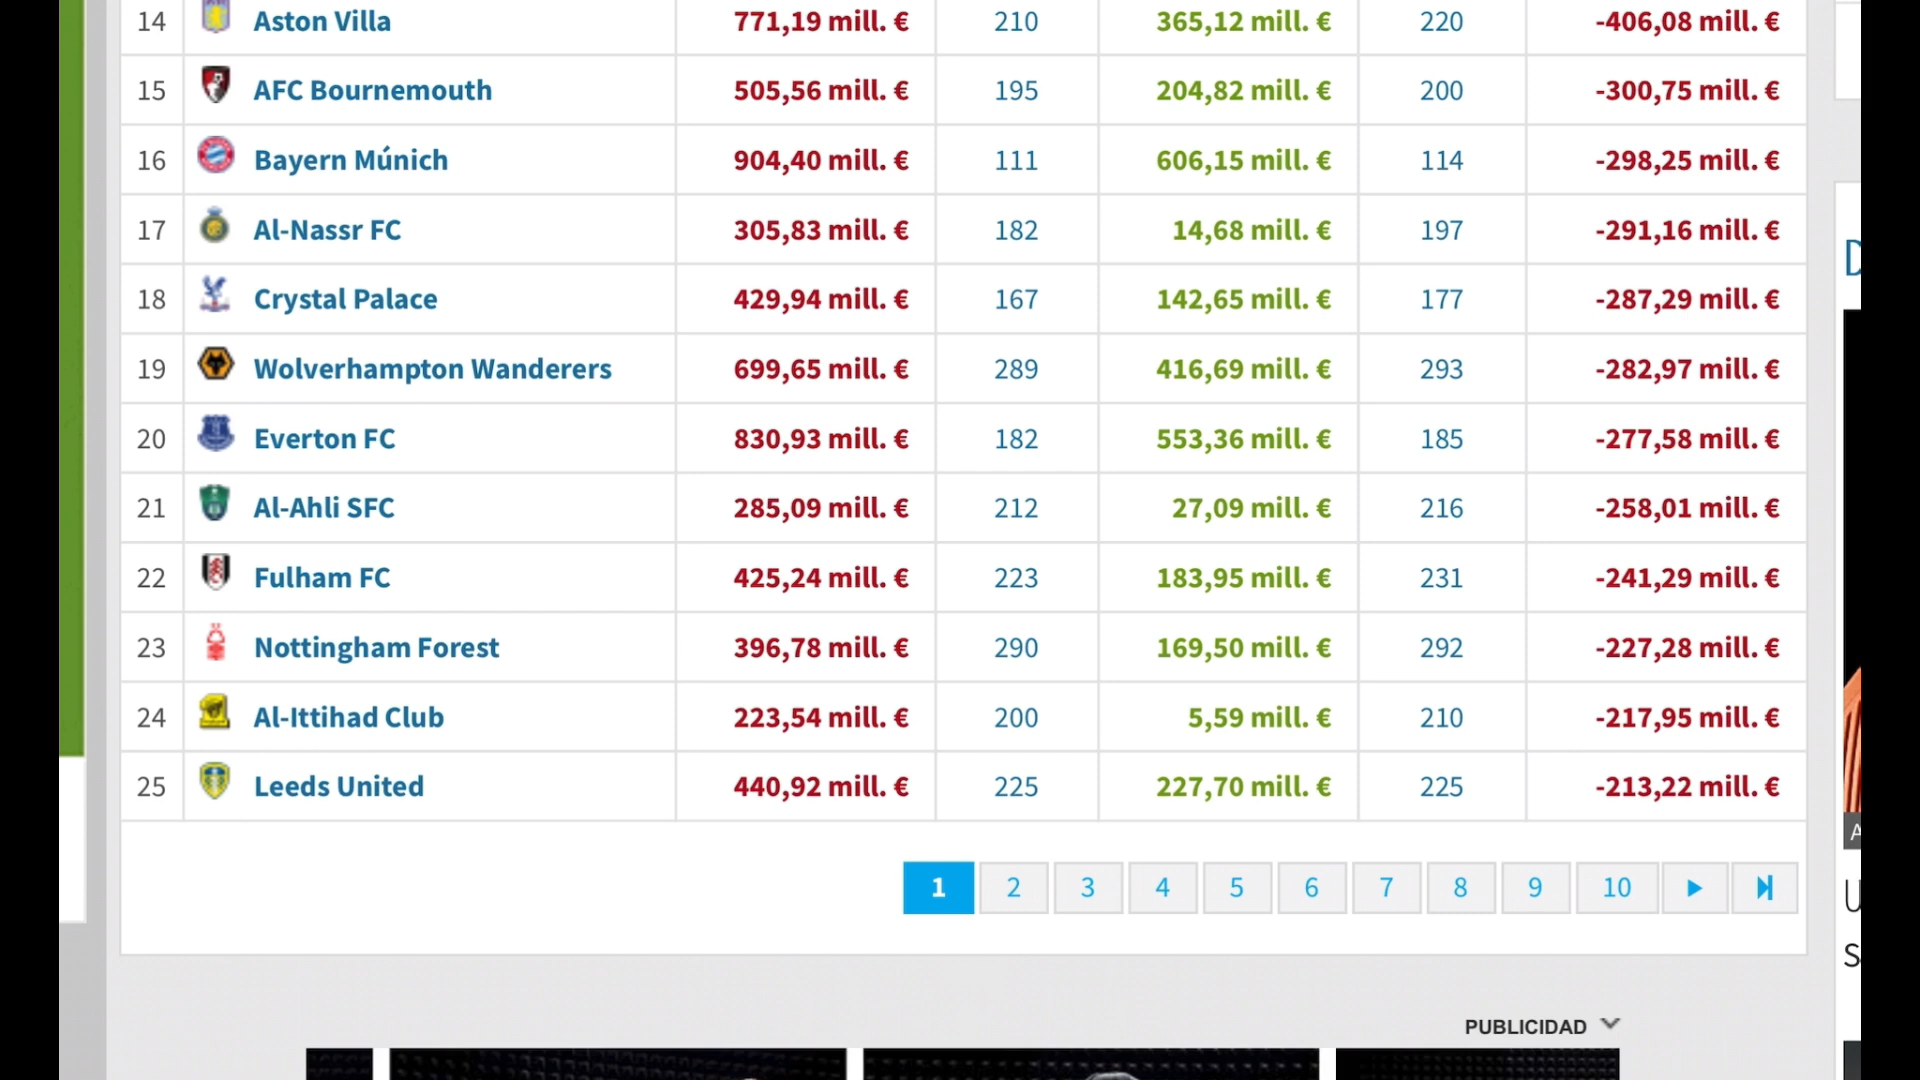 14 Aston Villa 771,19 mill. € 210 365,12 mill. € 220 -406,08 mill. €
15 AFC Bournemouth 505,56 mill. € 195 204,82 mill. € 200 -300,75 mill. €
16 Bayern Múnich 904,40 mill. € 111 606,15 mill. € 114 -298,25 mill. €
17 Al-Nassr FC 305,83 mill. € 182 14,68 mill. € 197 -291,16 mill. €
18 Crystal Palace 429,94 mill. € 167 142,65 mill. € 177 -287,29 mill. €
19 Wolverhampton Wanderers 699,65 mill. € 289 416,69 mill. € 293 -282,97 mill. €
20 Everton FC 830,93 mill. € 182 553,36 mill. € 185 -277,58 mill. €
21 Al-Ahli SFC 285,09 mill. € 212 27,09 mill. € 216 -258,01 mill. €
22 Fulham FC 425,24 mill. € 223 183,95 mill. € 231 -241,29 mill. €
23 Nottingham Forest 396,78 mill. € 290 169,50 mill. € 292 -227,28 mill. €
24 Al-Ittihad Club 223,54 mill. € 200 5,59 mill. € 210 -217,95 mill. €
25 Leeds United 440,92 mill. € 225 227,70 mill. € 225 -213,22 mill. €
1 2 3 4 5 6 7 8 9 10
PUBLICIDAD